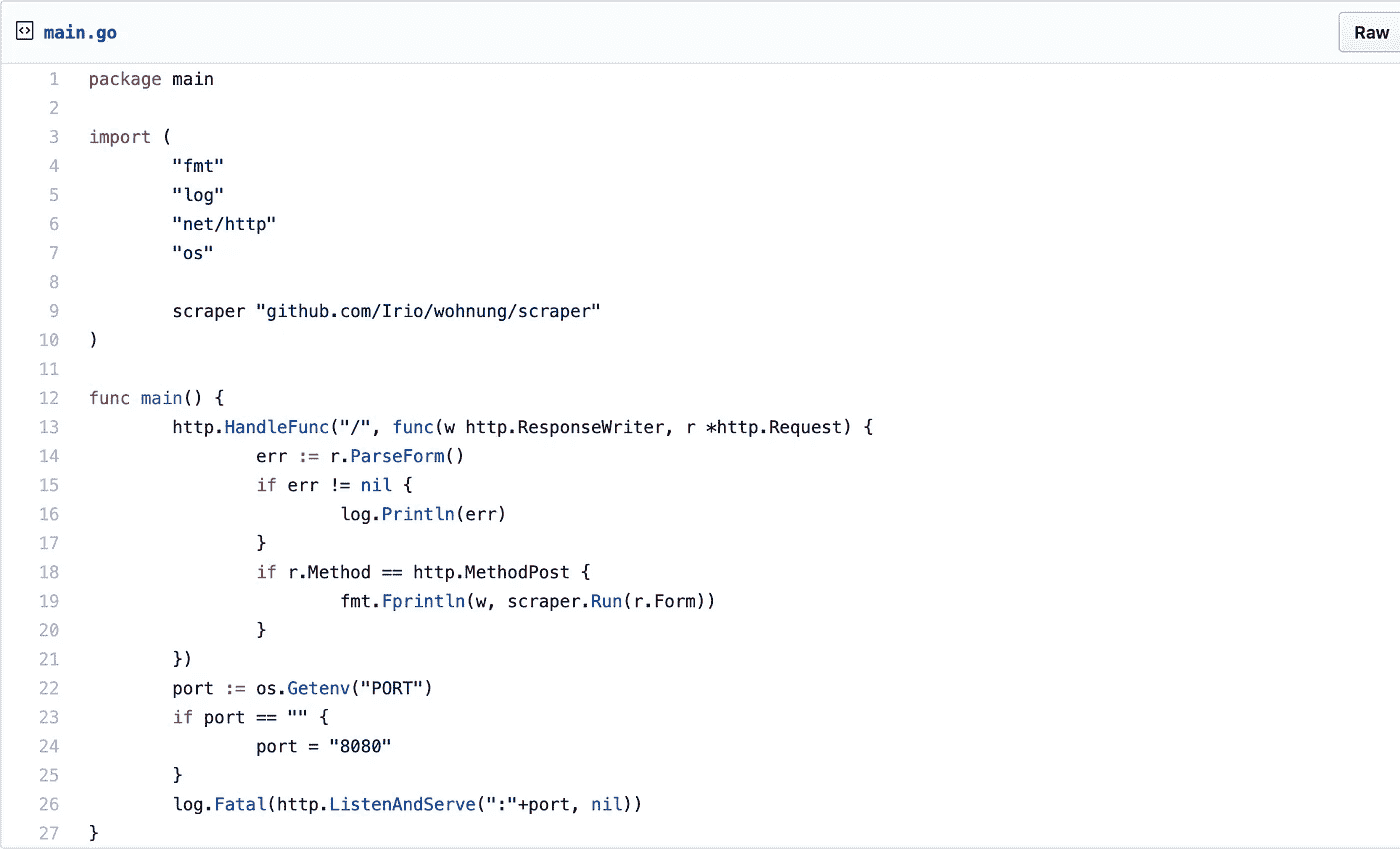 main.go
Raw
1 package main
2
3 import (
4 "fmt"
5 "log"
6 "net/http"
7 "os"
8
9 scraper "github.com/Irio/wohnung/scraper"
10 )
11
12 func main() {
13 http.HandleFunc("/", func(w http.ResponseWriter, r *http.Request) {
14 err := r.ParseForm()
15 if err != nil {
16 log.Println(err)
17 }
18 if r.Method == http.MethodPost {
19 fmt.Fprintln(w, scraper.Run(r.Form))
20 }
21 })
22 port := os.Getenv("PORT")
23 if port == "" {
24 port = "8080"
25 }
26 log.Fatal(http.ListenAndServe(":"+port, nil))
27 }